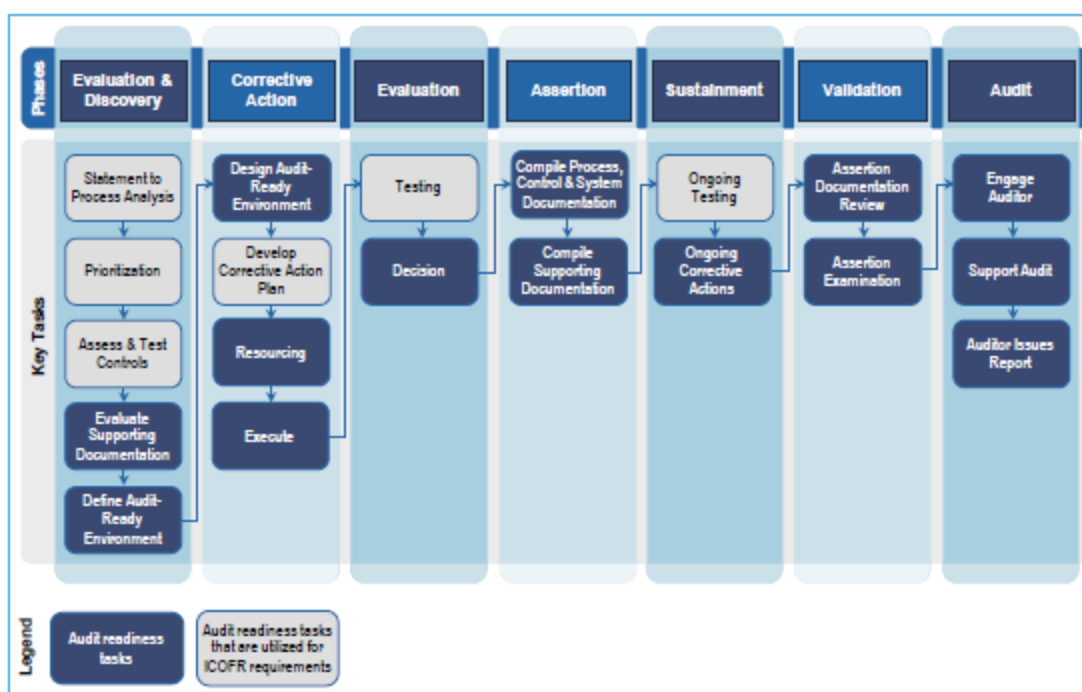 Phases
Evaluation &
Discovery
Corrective
Action
Evaluation
Assertion
Sustainment
Validation
Audit
Key Tasks
Statement to
Process Analysis
Prioritization
Assess & Test
Controls
Evaluate
Supporting
Documentation
Define Audit-
Ready
Environment
Design Audit-
Ready
Environment
Develop
Corrective Action
Plan
Resourcing
Execute
Testing
Decision
Compile Process,
Control & System
Documentation
Compile
Supporting
Documentation
Ongoing
Testing
Ongoing
Corrective
Actions
Assertion
Documentation
Review
Assertion
Examination
Engage
Auditor
Support Audit
Auditor Issues
Report
Legend
Audit readiness
tasks
Audit readiness tasks
that are utilized for
ICOFR requirements